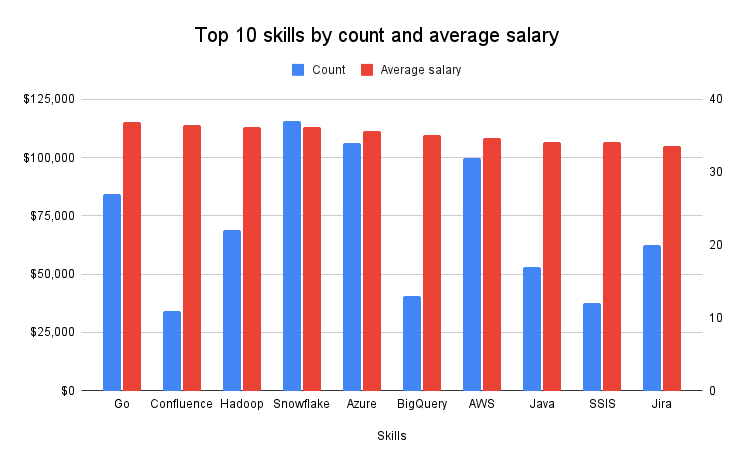 Top 10 skills by count and average salary
Count Average salary
$125,000 40
$100,000 30
$75,000
$50,000 20
$25,000 10
$0 0
Go Confluence Hadoop Snowflake Azure BigQuery AWS Java SSIS Jira
Skills